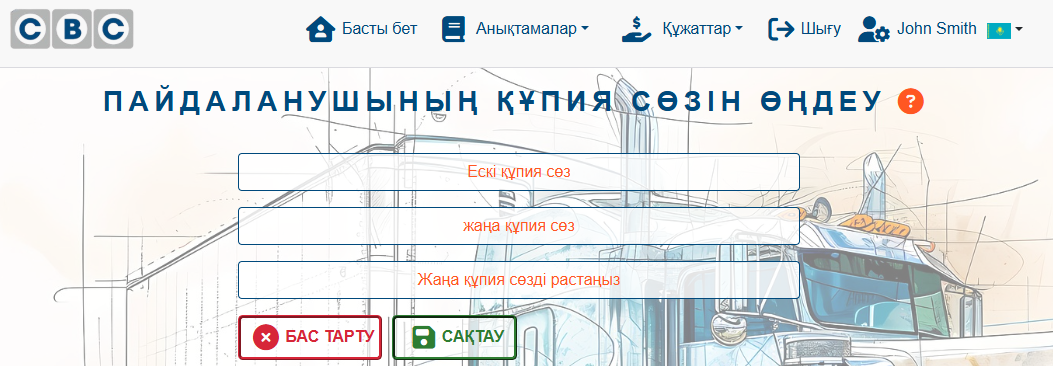 CBC Басты бет Анықтамалар Құжаттар Шығу John Smith
ПАЙДАЛАНУШЫНЫҢ ҚҰПИЯ СӨЗІН ӨҢДЕУ ?
Ескі құпия сөз
жаңа құпия сөз
Жаңа құпия сөзді растаңыз
БАС ТАРТУ САҚТАУ